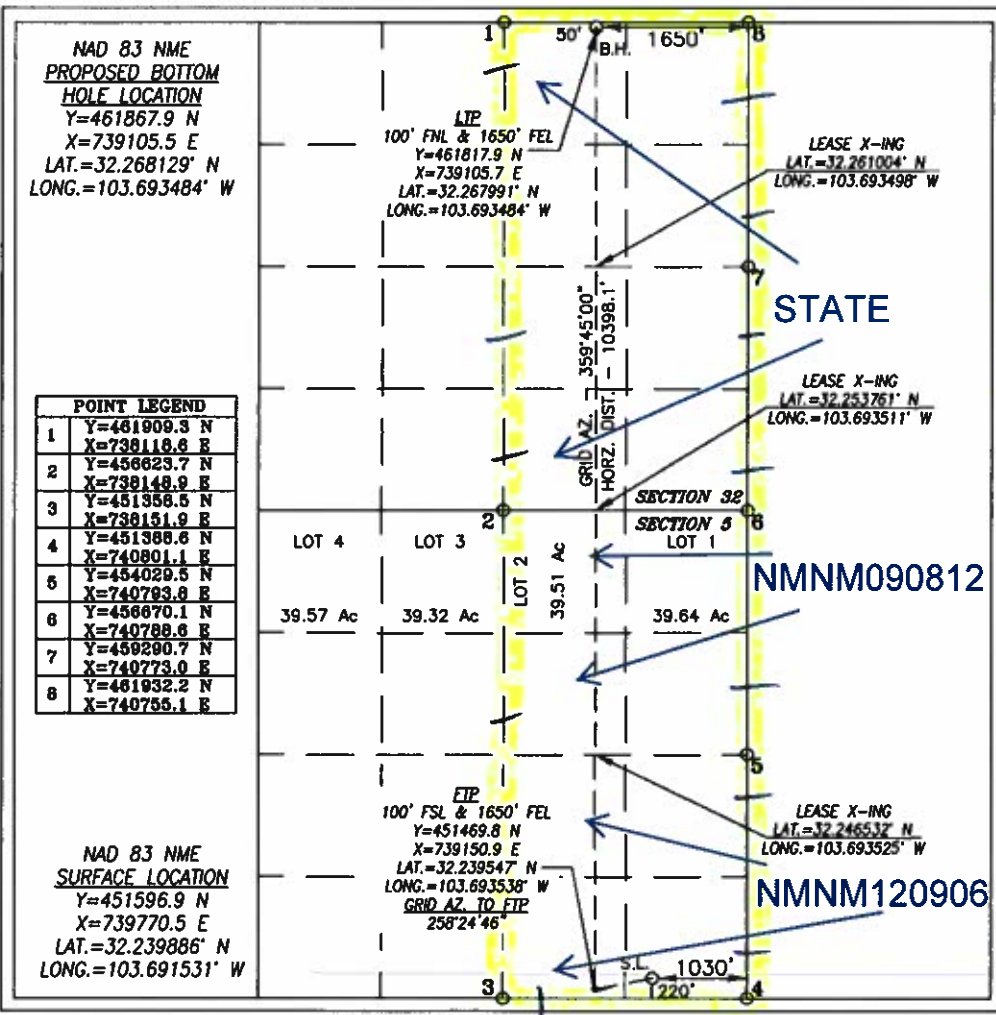 NAD 83 NME
PROPOSED BOTTOM
HOLE LOCATION
Y=461867.9 N
X=739105.5 E
LAT.=32.268129° N
LONG.=103.693484° W
1
50'
B.H.
1650'
8
LTP
100' FNL & 1650' FEL
Y=461817.9 N
X=739105.7 E
LAT.=32.267991° N
LONG.=103.693484° W
LEASE X-ING
LAT.=32.261004° N
LONG.=103.693498° W
7
STATE
GRID AZ. - 359°45'00"
HORZ. DIST. - 10398.1'
LEASE X-ING
LAT.=32.253761° N
LONG.=103.693511° W
POINT LEGEND
1 Y=461909.3 N
X=738118.6 E
2 Y=456623.7 N
X=738148.9 E
3 Y=451358.5 N
X=738151.9 E
4 Y=451388.6 N
X=740801.1 E
5 Y=454029.5 N
X=740793.8 E
6 Y=456670.1 N
X=740788.6 E
7 Y=459290.7 N
X=740773.0 E
8 Y=461932.2 N
X=740755.1 E
SECTION 32
2
6
SECTION 5
LOT 4
LOT 3
LOT 2
39.51 Ac
LOT 1
NMNM090812
39.57 Ac
39.32 Ac
39.64 Ac
5
FTP
100' FSL & 1650' FEL
Y=451469.8 N
X=739150.9 E
LAT.=32.239547° N
LONG.=103.693538° W
GRID AZ. TO FTP
258°24'46"
LEASE X-ING
LAT.=32.246532° N
LONG.=103.693525° W
NMNM120906
NAD 83 NME
SURFACE LOCATION
Y=451596.9 N
X=739770.5 E
LAT.=32.239886° N
LONG.=103.691531° W
S.L.
1030'
220'
3
4